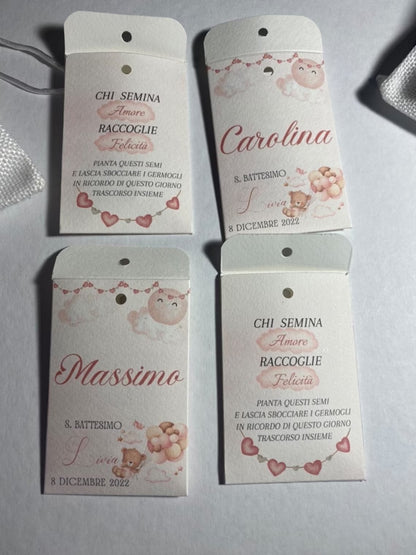 CHI SEMINA
Amore
RACCOGLIE
Felicità
PIANTA QUESTI SEMI
E LASCIA SBOCCIARE I GERMOGLI
IN RICORDO DI QUESTO GIORNO
TRASCORSO INSIEME
Carolina
S. BATTESIMO
Livia
8 DICEMBRE 2022
Massimo
S. BATTESIMO
Livia
8 DICEMBRE 2022
CHI SEMINA
Amore
RACCOGLIE
Felicità
PIANTA QUESTI SEMI
E LASCIA SBOCCIARE I GERMOGLI
IN RICORDO DI QUESTO GIORNO
TRASCORSO INSIEME